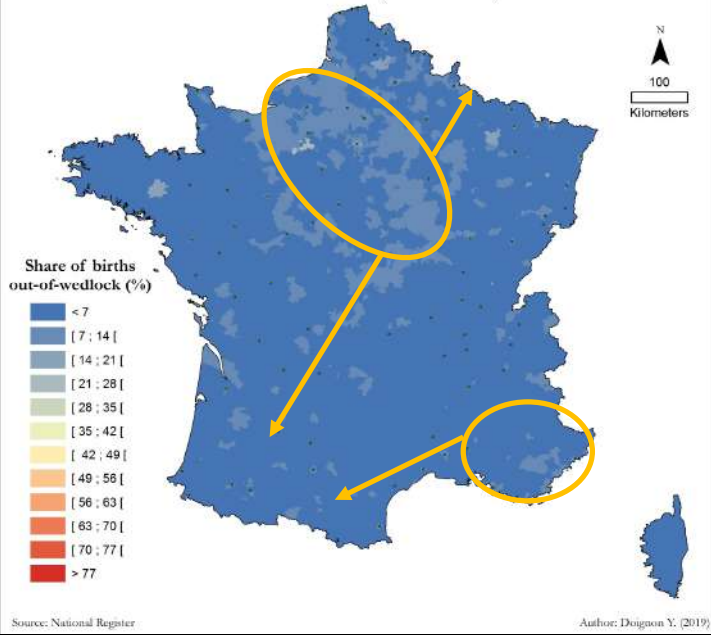 N
100
Kilometers
Share of births
out-of-wedlock (%)
< 7
[ 7 ; 14 [
[ 14 ; 21 [
[ 21 ; 28 [
[ 28 ; 35 [
[ 35 ; 42 [
[ 42 ; 49 [
[ 49 ; 56 [
[ 56 ; 63 [
[ 63 ; 70 [
[ 70 ; 77 [
> 77
Source: National Register
Author: Doignon Y. (2019)